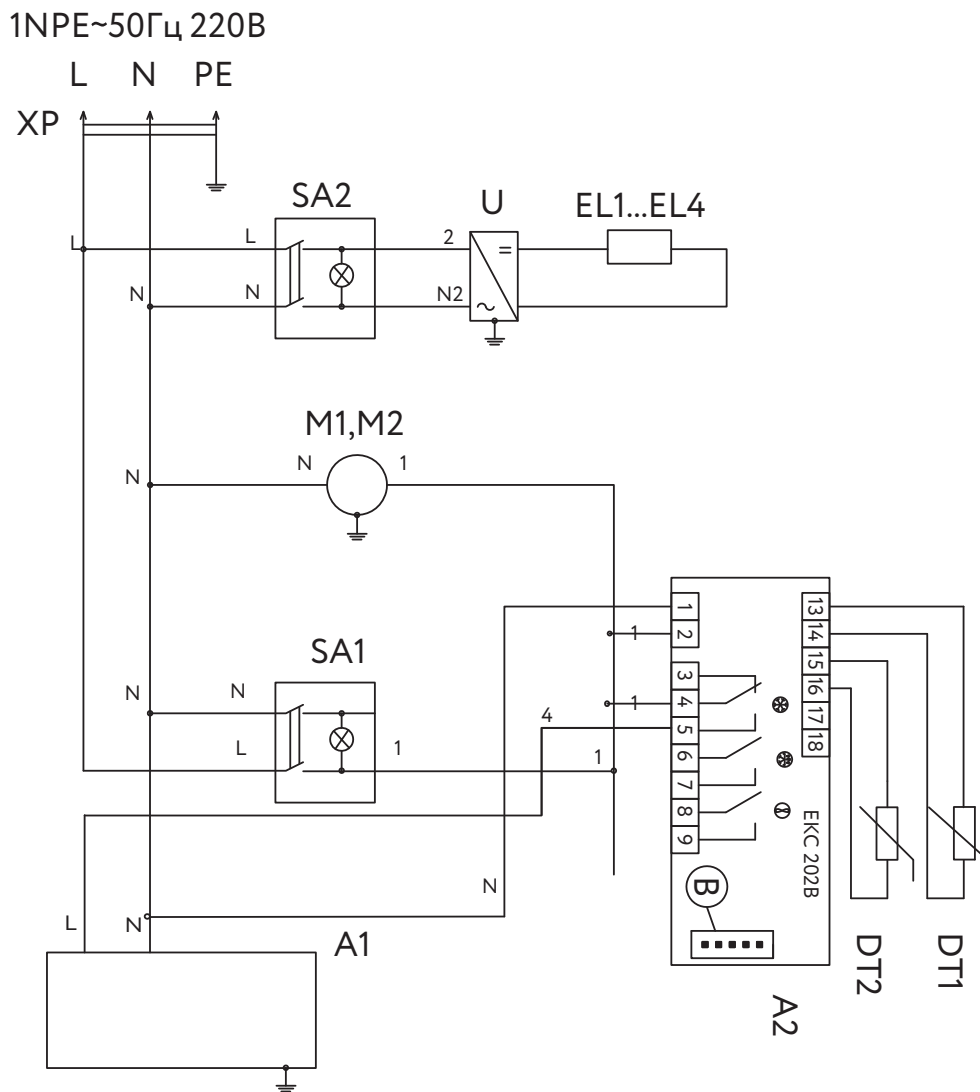 1NPE~50Гц 220В
L N PE
XP
SA2 U EL1...EL4
L L 2
=
N N N2
~
M1,M2
N N 1
1 13
2 14
1
15
SA1
3 16
N N
4 17
1
4 5 18
L 1 1
6
7
8
9
EKC 202B
N B
L N
A1
DT2 DT1
A2